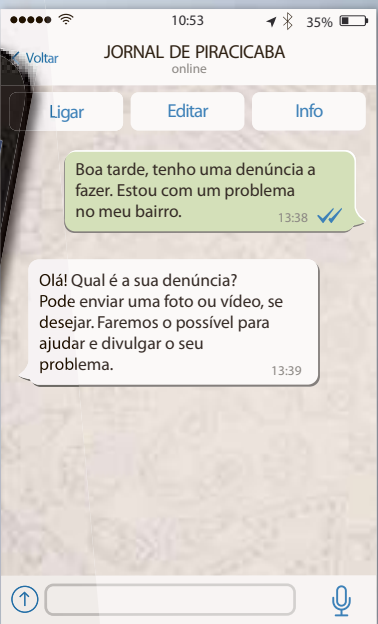 10:53
35%
Voltar
JORNAL DE PIRACICABA
online
Ligar
Editar
Info
Boa tarde, tenho uma denúncia a
fazer. Estou com um problema
no meu bairro.
13:38
Olá! Qual é a sua denúncia?
Pode enviar uma foto ou vídeo, se
desejar. Faremos o possível para
ajudar e divulgar o seu
problema.
13:39